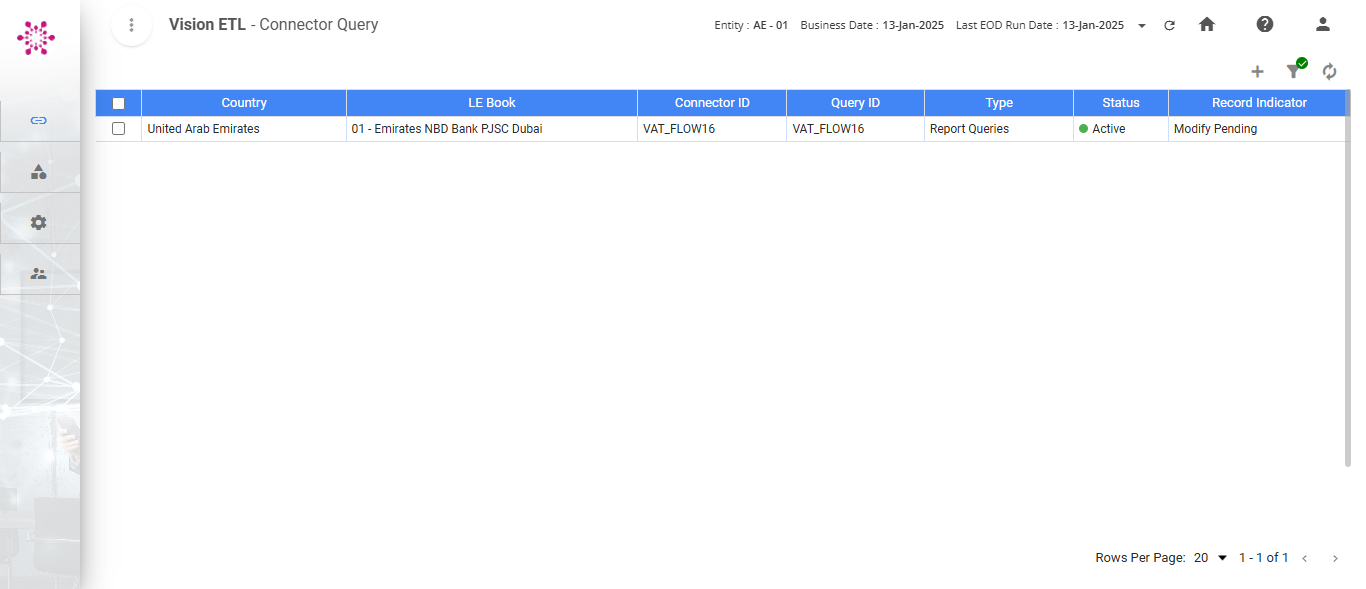 Vision ETL - Connector Query
Entity : AE - 01 Business Date : 13-Jan-2025 Last EOD Run Date : 13-Jan-2025
Country LE Book Connector ID Query ID Type Status Record Indicator
United Arab Emirates 01 - Emirates NBD Bank PJSC Dubai VAT_FLOW16 VAT_FLOW16 Report Queries Active Modify Pending
Rows Per Page: 20 1 - 1 of 1